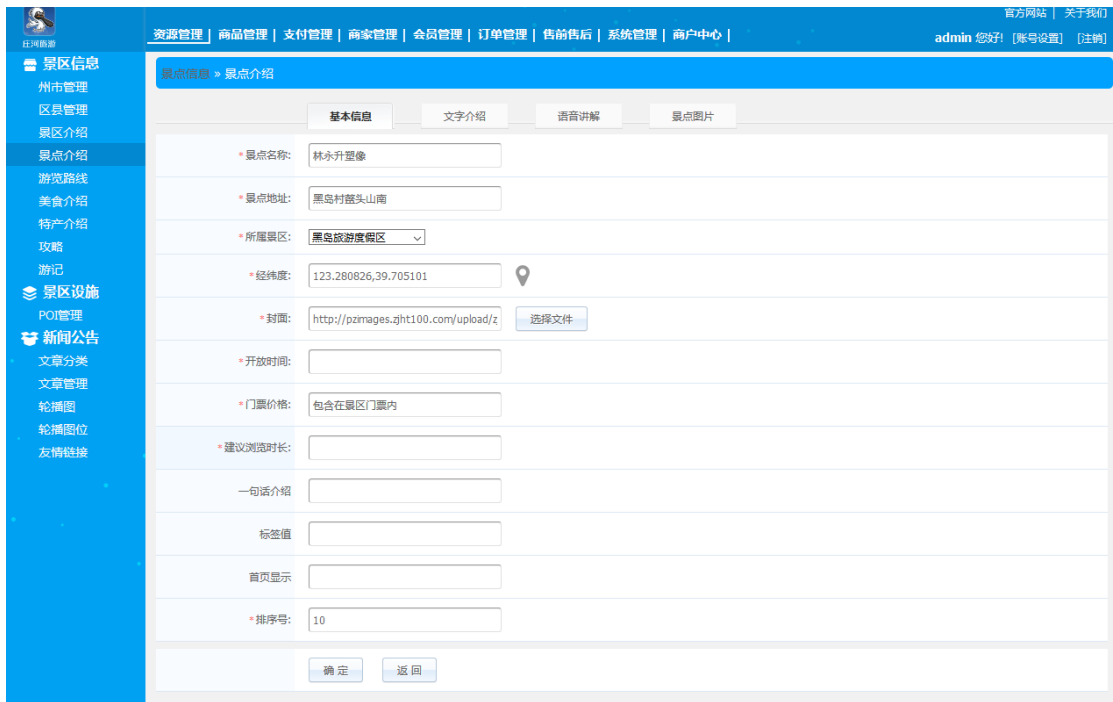 官方网站 | 关于我们
庄河旅游
资源管理 | 商品管理 | 支付管理 | 商家管理 | 会员管理 | 订单管理 | 售前售后 | 系统管理 | 商户中心 |
admin 您好! [账号设置] [注销]
景区信息
州市管理
区县管理
景区介绍
景点介绍
游览路线
美食介绍
特产介绍
攻略
游记
景区设施
POI管理
新闻公告
文章分类
文章管理
轮播图
轮播图位
友情链接
景点信息 » 景点介绍
基本信息 文字介绍 语音讲解 景点图片
*景点名称: 林永升塑像
*景点地址: 黑岛村馏头山南
*所属景区: 黑岛旅游度假区
*经纬度: 123.280826,39.705101
*封面: http://pzimages.zjht100.com/upload/z 选择文件
*开放时间:
*门票价格: 包含在景区门票内
*建议浏览时长:
一句话介绍
标签值
首页显示
*排序号: 10
确 定 返 回